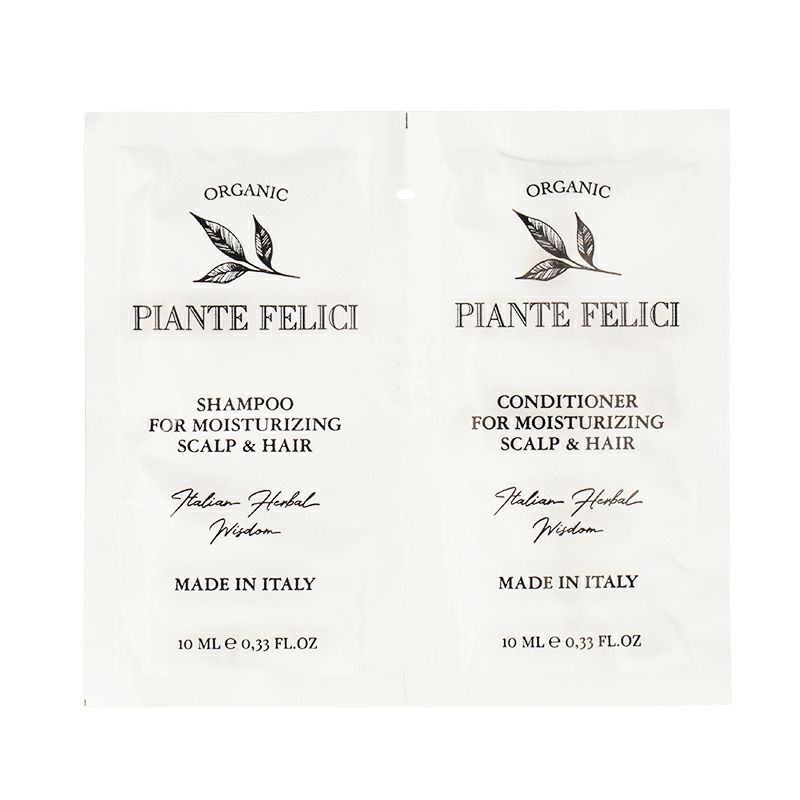 ORGANIC
PIANTE FELICI
SHAMPOO
FOR MOISTURIZING
SCALP & HAIR
Italian Herbal
Wisdom
MADE IN ITALY
10 ML ℮ 0,33 FL.OZ
ORGANIC
PIANTE FELICI
CONDITIONER
FOR MOISTURIZING
SCALP & HAIR
Italian Herbal
Wisdom
MADE IN ITALY
10 ML ℮ 0,33 FL.OZ